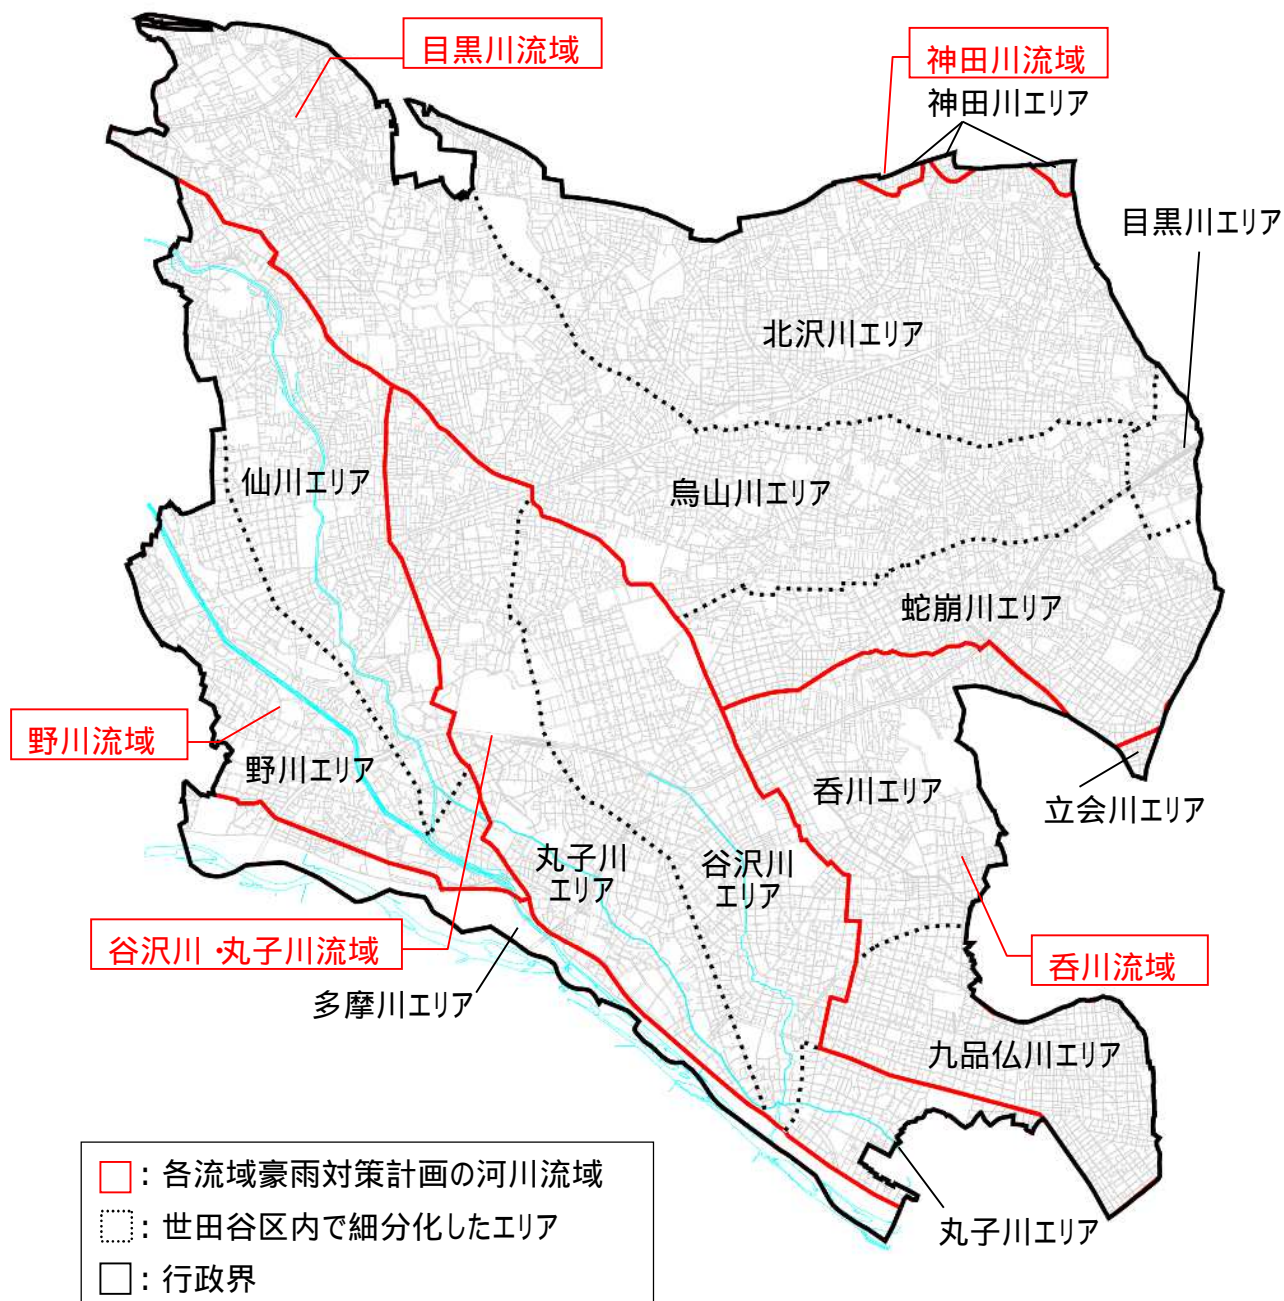 目黒川流域
神田川流域
神田川エリア
目黒川エリア
北沢川エリア
仙川エリア
烏山川エリア
蛇崩川エリア
野川流域
野川エリア
呑川エリア
立会川エリア
丸子川
エリア
谷沢川
エリア
谷沢川・丸子川流域
呑川流域
多摩川エリア
九品仏川エリア
丸子川エリア
：各流域豪雨対策計画の河川流域
：世田谷区内で細分化したエリア
：行政界